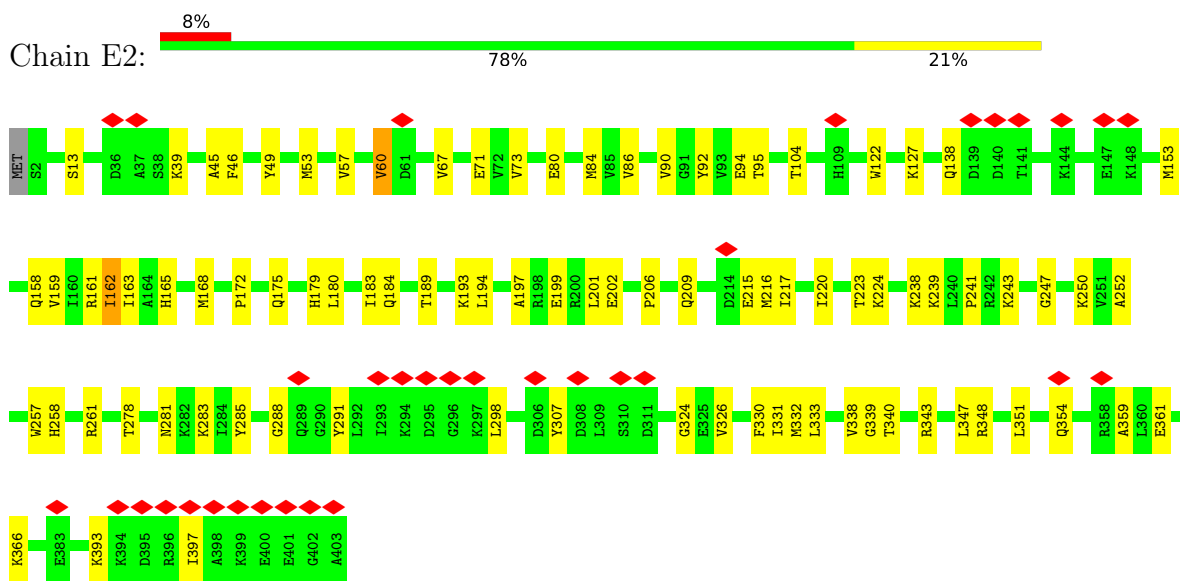 8%
Chain E2:
78% 21%
MET S2 S13 D36 A37 S38 K39 A45 F46 Y49 M53 V57 V60 D61 V67 E71 V72 V73 E80 M84 V85 V86 V90 G91 Y92 V93 E94 T95 T104 H109 W122 K127 Q138 D139 D140 T141 K144 E147 K148 M153
Q158 V159 I160 R161 I162 I163 A164 H165 M168 P172 Q175 H179 L180 I183 Q184 T189 K193 L194 A197 R198 E199 R200 L201 E202 P206 Q209 D214 E215 M216 I217 I220 T223 K224 K238 K239 L240 P241 R242 K243 G247 K250 V251 A252
W257 H258 R261 T278 N281 K282 K283 I284 Y285 G288 Q289 G290 Y291 L292 I293 K294 D295 G296 K297 L298 D306 Y307 D308 L309 S310 D311 G324 E325 V326 F330 I331 M332 L333 V338 G339 T340 R343 L347 R348 L351 Q354 R358 A359 L360 E361
K366 E383 K393 K394 D395 R396 I397 A398 K399 E400 E401 G402 A403